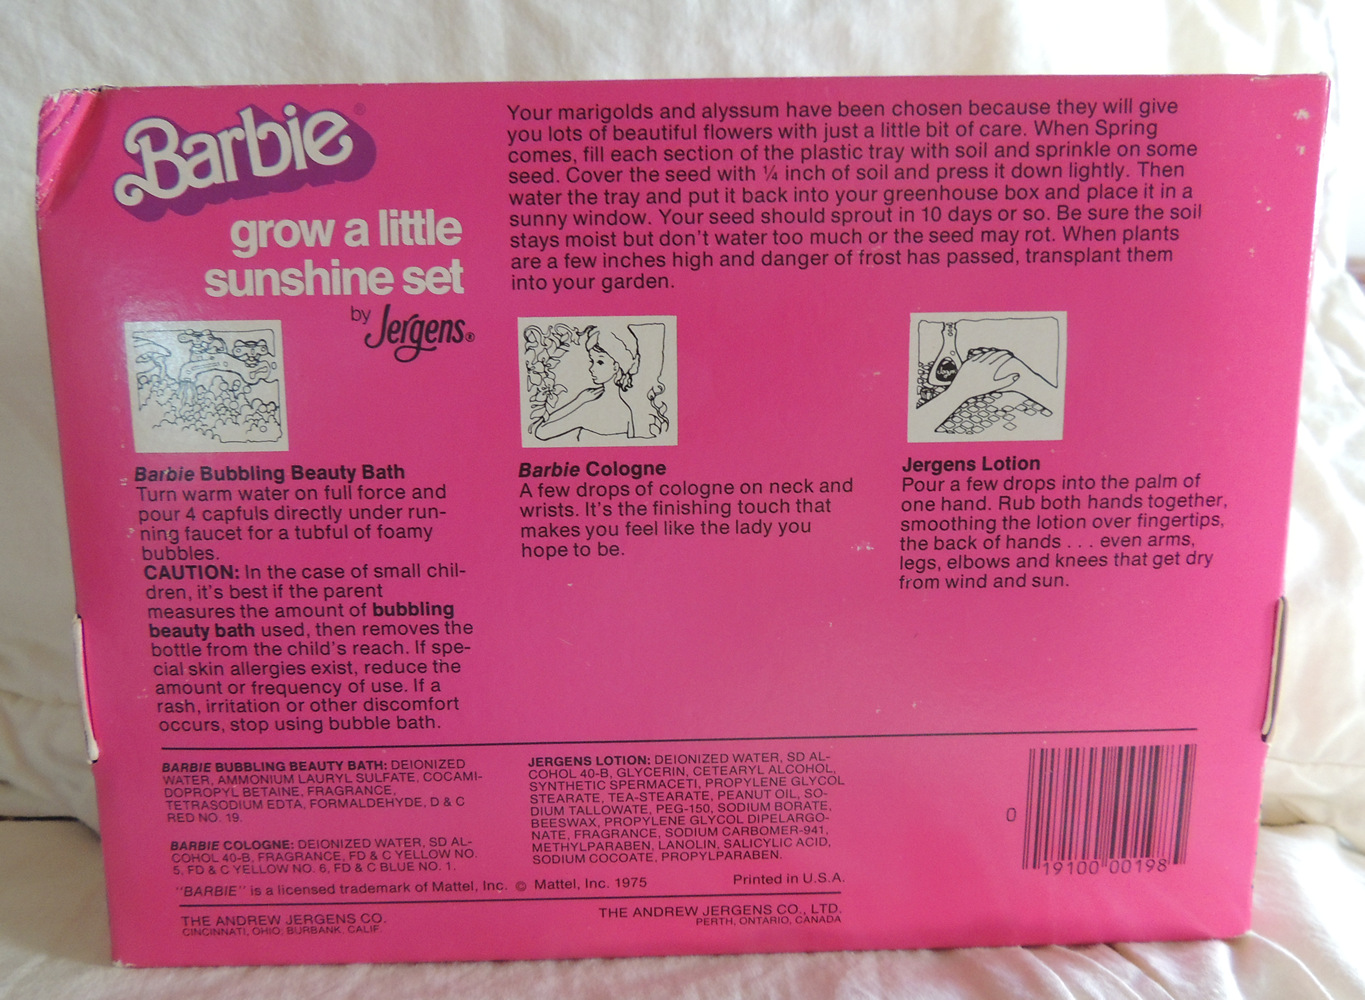 Barbie®
grow a little
sunshine set
by Jergens®
Your marigolds and alyssum have been chosen because they will give
you lots of beautiful flowers with just a little bit of care. When Spring
comes, fill each section of the plastic tray with soil and sprinkle on some
seed. Cover the seed with ¼ inch of soil and press it down lightly. Then
water the tray and put it back into your greenhouse box and place it in a
sunny window. Your seed should sprout in 10 days or so. Be sure the soil
stays moist but don't water too much or the seed may rot. When plants
are a few inches high and danger of frost has passed, transplant them
into your garden.
Barbie Bubbling Beauty Bath
Turn warm water on full force and
pour 4 capfuls directly under run-
ning faucet for a tubful of foamy
bubbles.
CAUTION: In the case of small chil-
dren, it's best if the parent
measures the amount of bubbling
beauty bath used, then removes the
bottle from the child's reach. If spe-
cial skin allergies exist, reduce the
amount or frequency of use. If a
rash, irritation or other discomfort
occurs, stop using bubble bath.
Barbie Cologne
A few drops of cologne on neck and
wrists. It's the finishing touch that
makes you feel like the lady you
hope to be.
Jergens
Jergens Lotion
Pour a few drops into the palm of
one hand. Rub both hands together,
smoothing the lotion over fingertips,
the back of hands . . . even arms,
legs, elbows and knees that get dry
from wind and sun.
BARBIE BUBBLING BEAUTY BATH: DEIONIZED
WATER, AMMONIUM LAURYL SULFATE, COCAMI-
DOPROPYL BETAINE, FRAGRANCE,
TETRASODIUM EDTA, FORMALDEHYDE, D & C
RED NO. 19.
BARBIE COLOGNE: DEIONIZED WATER, SD AL-
COHOL 40-B, FRAGRANCE, FD & C YELLOW NO.
5, FD & C YELLOW NO. 6, FD & C BLUE NO. 1.
JERGENS LOTION: DEIONIZED WATER, SD AL-
COHOL 40-B, GLYCERIN, CETEARYL ALCOHOL,
SYNTHETIC SPERMACETI, PROPYLENE GLYCOL
STEARATE, TEA-STEARATE, PEANUT OIL, SO-
DIUM TALLOWATE, PEG-150, SODIUM BORATE,
BEESWAX, PROPYLENE GLYCOL DIPELARGO-
NATE, FRAGRANCE, SODIUM CARBOMER-941,
METHYLPARABEN, LANOLIN, SALICYLIC ACID,
SODIUM COCOATE, PROPYLPARABEN.
"BARBIE" is a licensed trademark of Mattel, Inc. © Mattel, Inc. 1975
Printed in U.S.A.
THE ANDREW JERGENS CO.
CINCINNATI, OHIO; BURBANK, CALIF.
THE ANDREW JERGENS CO., LTD.
PERTH, ONTARIO, CANADA
0 19100 00198